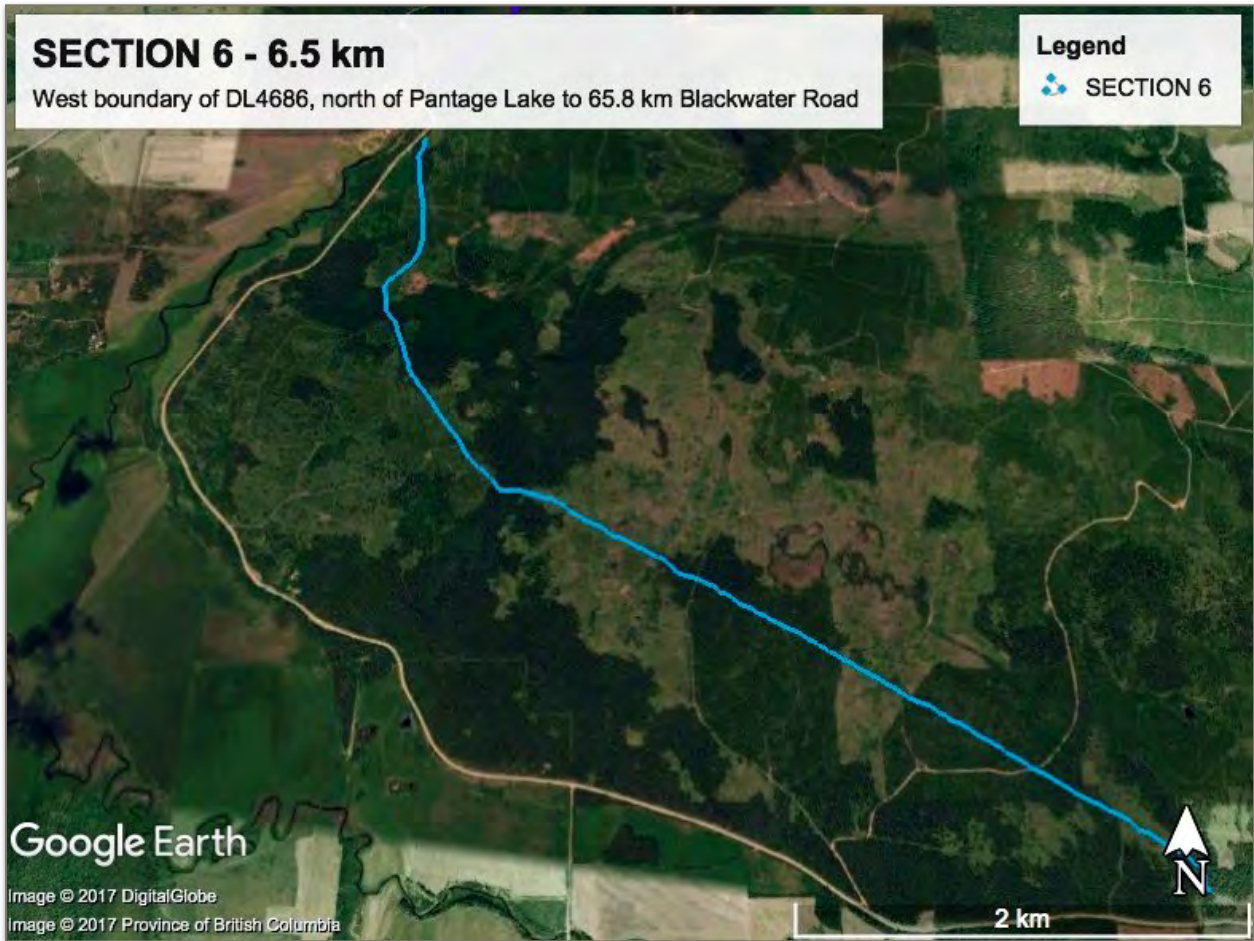 SECTION 6 - 6.5 km
West boundary of DL4686, north of Pantage Lake to 65.8 km Blackwater Road
Legend
SECTION 6
Google Earth
Image © 2017 DigitalGlobe
Image © 2017 Province of British Columbia
N
2 km